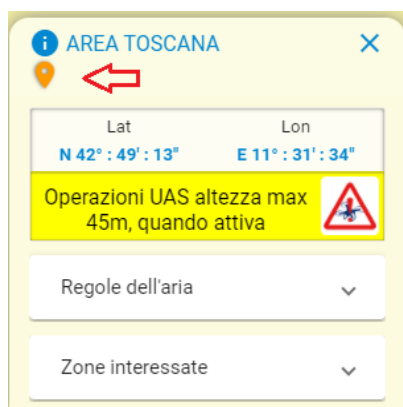 AREA TOSCANA
Lat Lon
N 42° : 49' : 13" E 11° : 31' : 34"
Operazioni UAS altezza max
45m, quando attiva
Regole dell'aria
Zone interessate